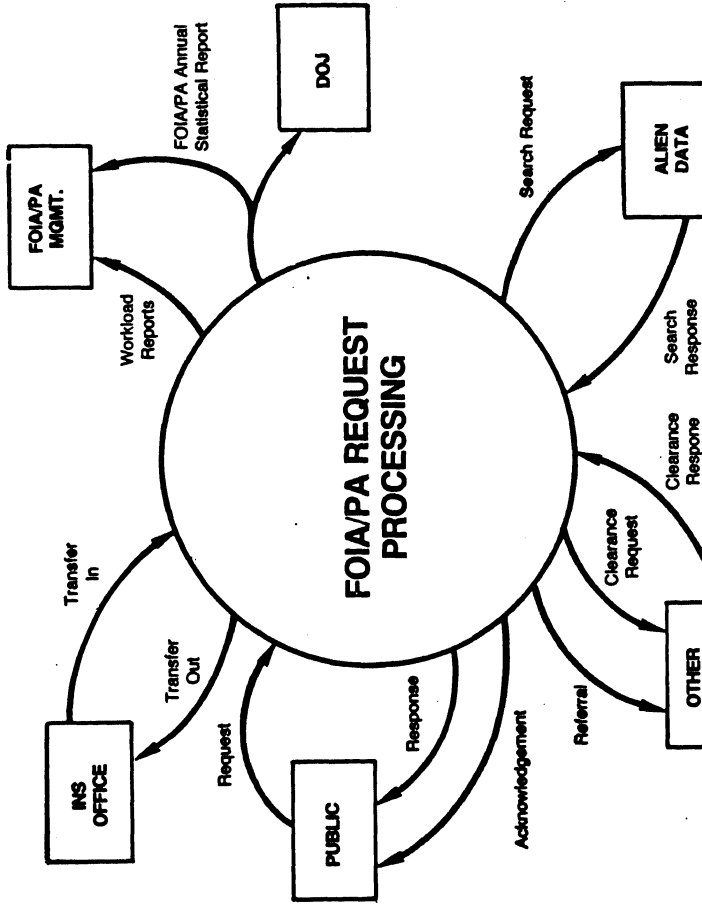 INS
OFFICE
Transfer
In
Transfer
Out
FOIA/PA
MGMT.
Workload
Reports
FOIA/PA Annual
Statistical Report
DOJ
PUBLIC
Request
Response
Acknowledgement
FOIA/PA REQUEST
PROCESSING
Search Request
ALIEN
DATA
Search
Response
Clearance
Respone
Clearance
Request
Referral
OTHER